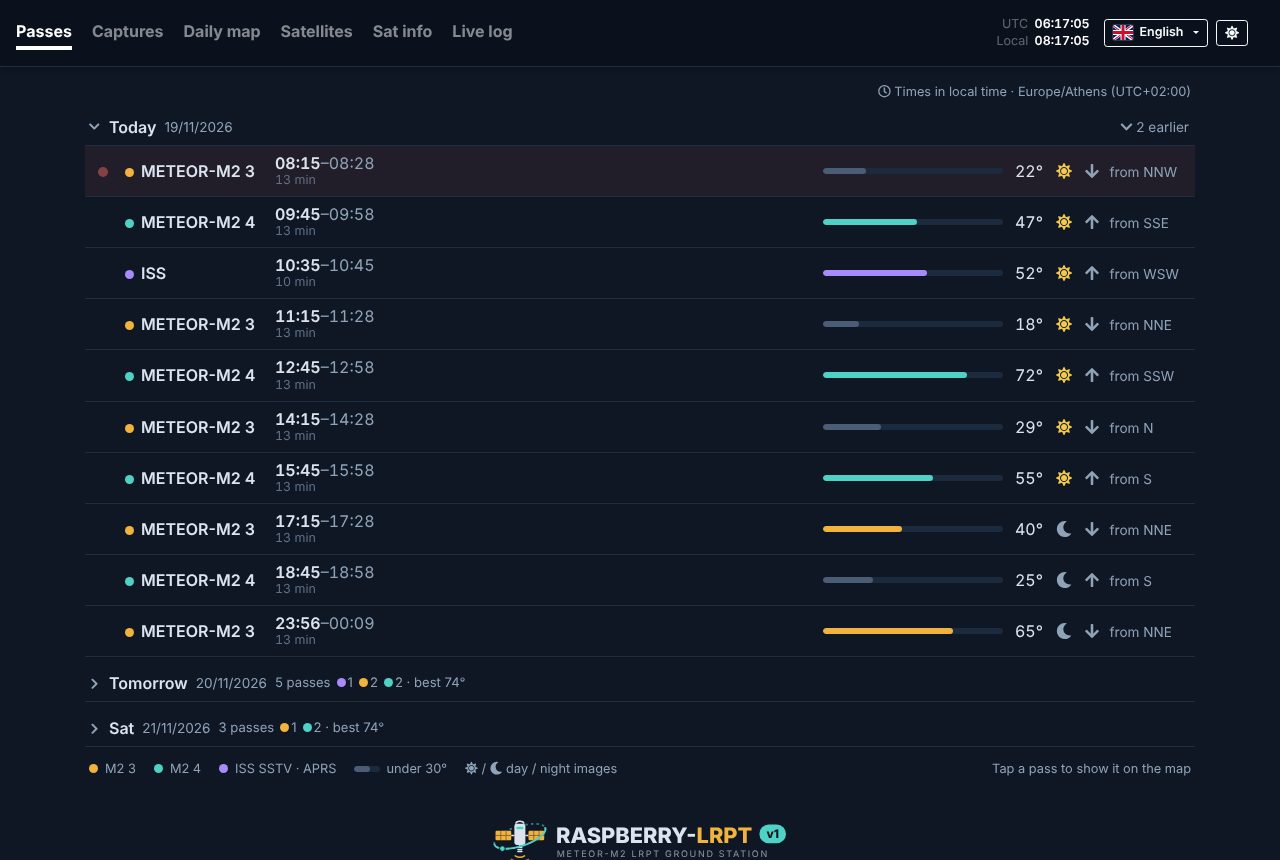 Passes Captures Daily map Satellites Sat info Live log
UTC 06:17:05
Local 08:17:05
English
Times in local time · Europe/Athens (UTC+02:00)
Today 19/11/2026 2 earlier
METEOR-M2 3 08:15–08:28 22° from NNW
13 min
METEOR-M2 4 09:45–09:58 47° from SSE
13 min
ISS 10:35–10:45 52° from WSW
10 min
METEOR-M2 3 11:15–11:28 18° from NNE
13 min
METEOR-M2 4 12:45–12:58 72° from SSW
13 min
METEOR-M2 3 14:15–14:28 29° from N
13 min
METEOR-M2 4 15:45–15:58 55° from S
13 min
METEOR-M2 3 17:15–17:28 40° from NNE
13 min
METEOR-M2 4 18:45–18:58 25° from S
13 min
METEOR-M2 3 23:56–00:09 65° from NNE
13 min
Tomorrow 20/11/2026 5 passes 1 2 2 · best 74°
Sat 21/11/2026 3 passes 1 2 · best 74°
M2 3 M2 4 ISS SSTV · APRS under 30° / day / night images Tap a pass to show it on the map
RASPBERRY-LRPT v1
METEOR-M2 LRPT GROUND STATION